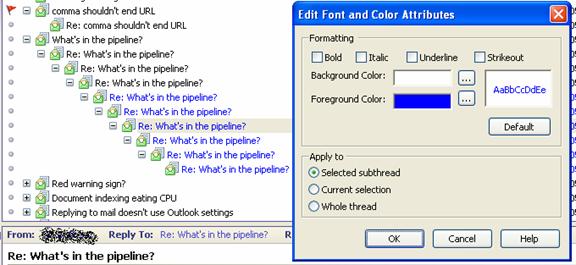 comma shouldn't end URL
Re: comma shouldn't end URL
What's in the pipeline?
Re: What's in the pipeline?
Re: What's in the pipeline?
Re: What's in the pipeline?
Re: What's in the pipeline?
Re: What's in the pipeline?
Re: What's in the pipeline?
Re: What's in the pipeline?
Re: What's in the pipeline?
Re: What's in the pipeline?
Red warning sign?
Document indexing eating CPU
Replying to mail doesn't use Outlook settings
From: Reply To: Re: What's in the pipeline? R
Re: What's in the pipeline?
Edit Font and Color Attributes
Formatting
Bold Italic Underline Strikeout
Background Color: ...
Foreground Color: ...
AaBbCcDdEe
Default
Apply to
Selected subthread
Current selection
Whole thread
OK Cancel Help